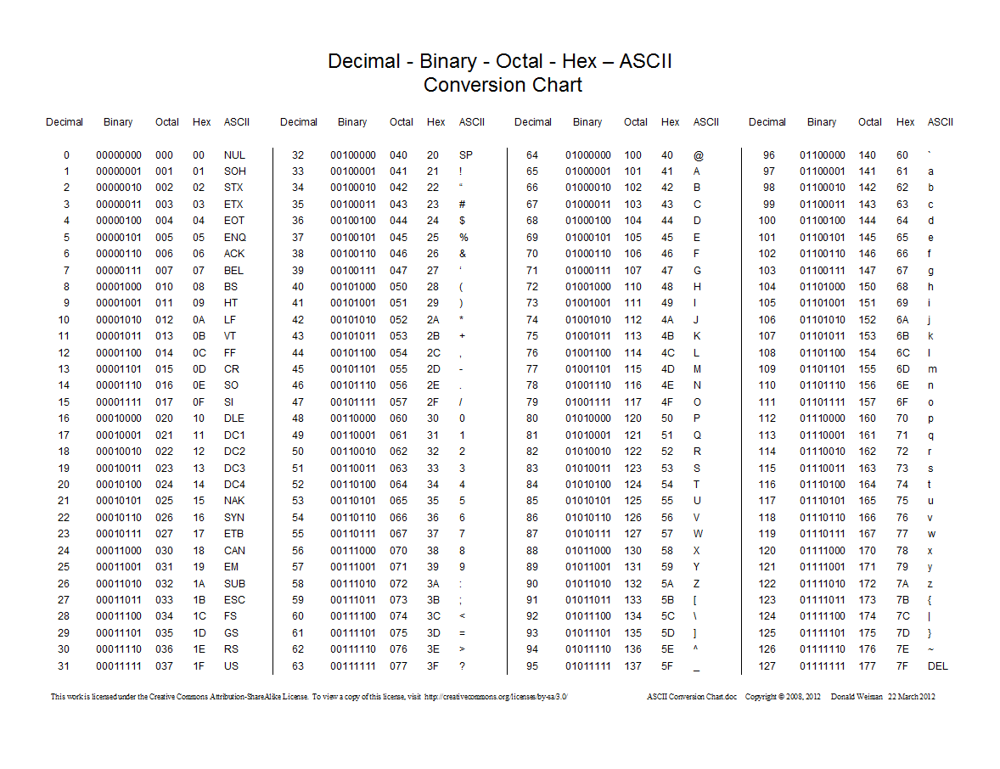 Decimal - Binary - Octal - Hex – ASCII
Conversion Chart
Decimal Binary Octal Hex ASCII Decimal Binary Octal Hex ASCII Decimal Binary Octal Hex ASCII Decimal Binary Octal Hex ASCII
0 00000000 000 00 NUL 32 00100000 040 20 SP 64 01000000 100 40 @ 96 01100000 140 60 `
1 00000001 001 01 SOH 33 00100001 041 21 ! 65 01000001 101 41 A 97 01100001 141 61 a
2 00000010 002 02 STX 34 00100010 042 22 “ 66 01000010 102 42 B 98 01100010 142 62 b
3 00000011 003 03 ETX 35 00100011 043 23 # 67 01000011 103 43 C 99 01100011 143 63 c
4 00000100 004 04 EOT 36 00100100 044 24 $ 68 01000100 104 44 D 100 01100100 144 64 d
5 00000101 005 05 ENQ 37 00100101 045 25 % 69 01000101 105 45 E 101 01100101 145 65 e
6 00000110 006 06 ACK 38 00100110 046 26 & 70 01000110 106 46 F 102 01100110 146 66 f
7 00000111 007 07 BEL 39 00100111 047 27 ‘ 71 01000111 107 47 G 103 01100111 147 67 g
8 00001000 010 08 BS 40 00101000 050 28 ( 72 01001000 110 48 H 104 01101000 150 68 h
9 00001001 011 09 HT 41 00101001 051 29 ) 73 01001001 111 49 I 105 01101001 151 69 i
10 00001010 012 0A LF 42 00101010 052 2A * 74 01001010 112 4A J 106 01101010 152 6A j
11 00001011 013 0B VT 43 00101011 053 2B + 75 01001011 113 4B K 107 01101011 153 6B k
12 00001100 014 0C FF 44 00101100 054 2C , 76 01001100 114 4C L 108 01101100 154 6C l
13 00001101 015 0D CR 45 00101101 055 2D - 77 01001101 115 4D M 109 01101101 155 6D m
14 00001110 016 0E SO 46 00101110 056 2E . 78 01001110 116 4E N 110 01101110 156 6E n
15 00001111 017 0F SI 47 00101111 057 2F / 79 01001111 117 4F O 111 01101111 157 6F o
16 00010000 020 10 DLE 48 00110000 060 30 0 80 01010000 120 50 P 112 01110000 160 70 p
17 00010001 021 11 DC1 49 00110001 061 31 1 81 01010001 121 51 Q 113 01110001 161 71 q
18 00010010 022 12 DC2 50 00110010 062 32 2 82 01010010 122 52 R 114 01110010 162 72 r
19 00010011 023 13 DC3 51 00110011 063 33 3 83 01010011 123 53 S 115 01110011 163 73 s
20 00010100 024 14 DC4 52 00110100 064 34 4 84 01010100 124 54 T 116 01110100 164 74 t
21 00010101 025 15 NAK 53 00110101 065 35 5 85 01010101 125 55 U 117 01110101 165 75 u
22 00010110 026 16 SYN 54 00110110 066 36 6 86 01010110 126 56 V 118 01110110 166 76 v
23 00010111 027 17 ETB 55 00110111 067 37 7 87 01010111 127 57 W 119 01110111 167 77 w
24 00011000 030 18 CAN 56 00111000 070 38 8 88 01011000 130 58 X 120 01111000 170 78 x
25 00011001 031 19 EM 57 00111001 071 39 9 89 01011001 131 59 Y 121 01111001 171 79 y
26 00011010 032 1A SUB 58 00111010 072 3A : 90 01011010 132 5A Z 122 01111010 172 7A z
27 00011011 033 1B ESC 59 00111011 073 3B ; 91 01011011 133 5B [ 123 01111011 173 7B {
28 00011100 034 1C FS 60 00111100 074 3C < 92 01011100 134 5C \ 124 01111100 174 7C |
29 00011101 035 1D GS 61 00111101 075 3D = 93 01011101 135 5D ] 125 01111101 175 7D }
30 00011110 036 1E RS 62 00111110 076 3E > 94 01011110 136 5E ^ 126 01111110 176 7E ~
31 00011111 037 1F US 63 00111111 077 3F ? 95 01011111 137 5F _ 127 01111111 177 7F DEL
This work is licensed under the Creative Commons Attribution-ShareAlike License. To view a copy of this license, visit http://creativecommons.org/licenses/by-sa/3.0/ ASCII Conversion Chart.doc Copyright © 2008, 2012 Donald Weiman 22 March 2012